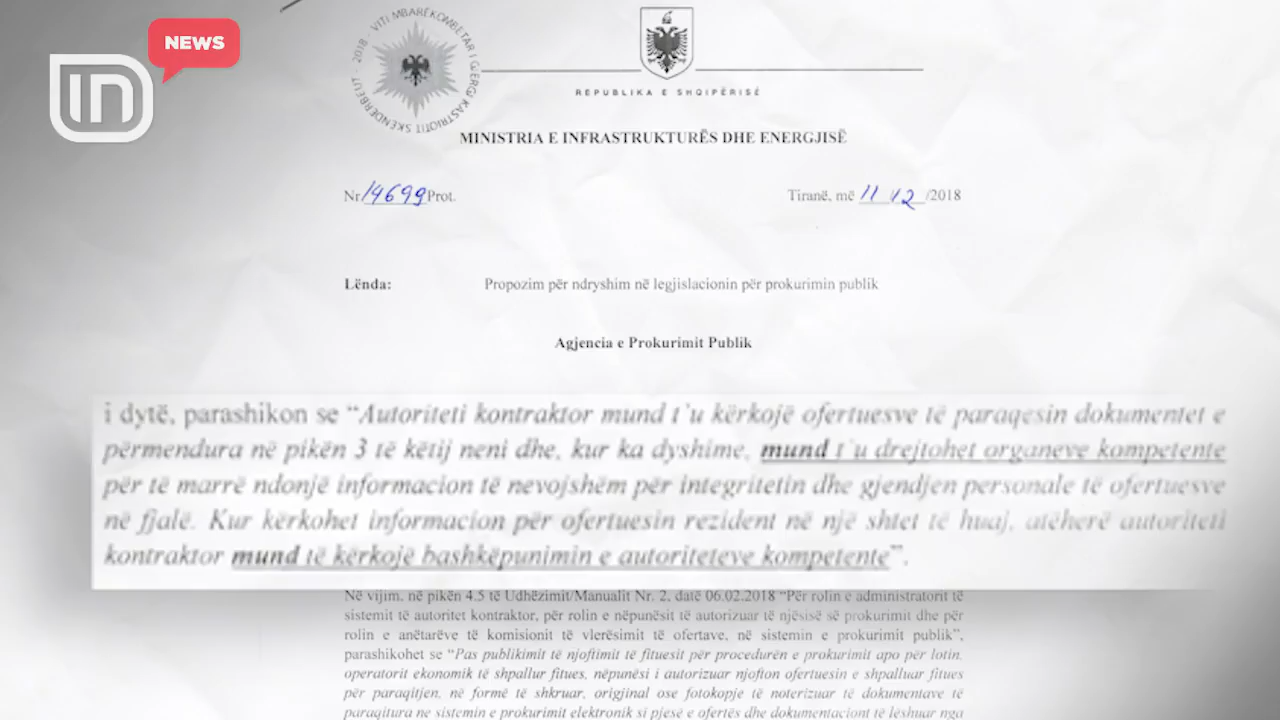 NEWS
IN
2018 - VITI MBARËKOMBËTAR I GJERGJ KASTRIOTIT SKËNDERBEUT -
REPUBLIKA E SHQIPËRISË
MINISTRIA E INFRASTRUKTURËS DHE ENERGJISË
Nr 14699 Prot. Tiranë, më 11/12/2018
Lënda: Propozim për ndryshim në legjislacionin për prokurimin publik
Agjencia e Prokurimit Publik
i dytë, parashikon se “Autoriteti kontraktor mund t’u kërkojë ofertuesve të paraqesin dokumentet e
përmendura në pikën 3 të këtij neni dhe, kur ka dyshime, mund t’u drejtohet organeve kompetente
për të marrë ndonjë informacion të nevojshëm për integritetin dhe gjendjen personale të ofertuesve
në fjalë. Kur kërkohet informacion për ofertuesin rezident në një shtet të huaj, atëherë autoriteti
kontraktor mund të kërkojë bashkëpunimin e autoriteteve kompetente”.
Në vijim, në pikën 4.5 të Udhëzimit/Manualit Nr. 2, datë 06.02.2018 “Për rolin e administratorit të
sistemit të autoritet kontraktor, për rolin e nëpunësit të autorizuar të njësisë së prokurimit dhe për
rolin e anëtarëve të komisionit të vlerësimit të ofertave, në sistemin e prokurimit publik”,
parashikohet se “Pas publikimit të njoftimit të fituesit për procedurën e prokurimit apo për lotin,
operatorit ekonomik të shpallur fitues, nëpunësi i autorizuar njofton ofertuesin e shpalluar fitues
për paraqitjen, në formë të shkruar, origjinal ose fotokopje të noterizuar të dokumentave të
paraqitura ne sistemin e prokurimit elektronik si pjesë e ofertës dhe dokumentaciont të lëshuar nga